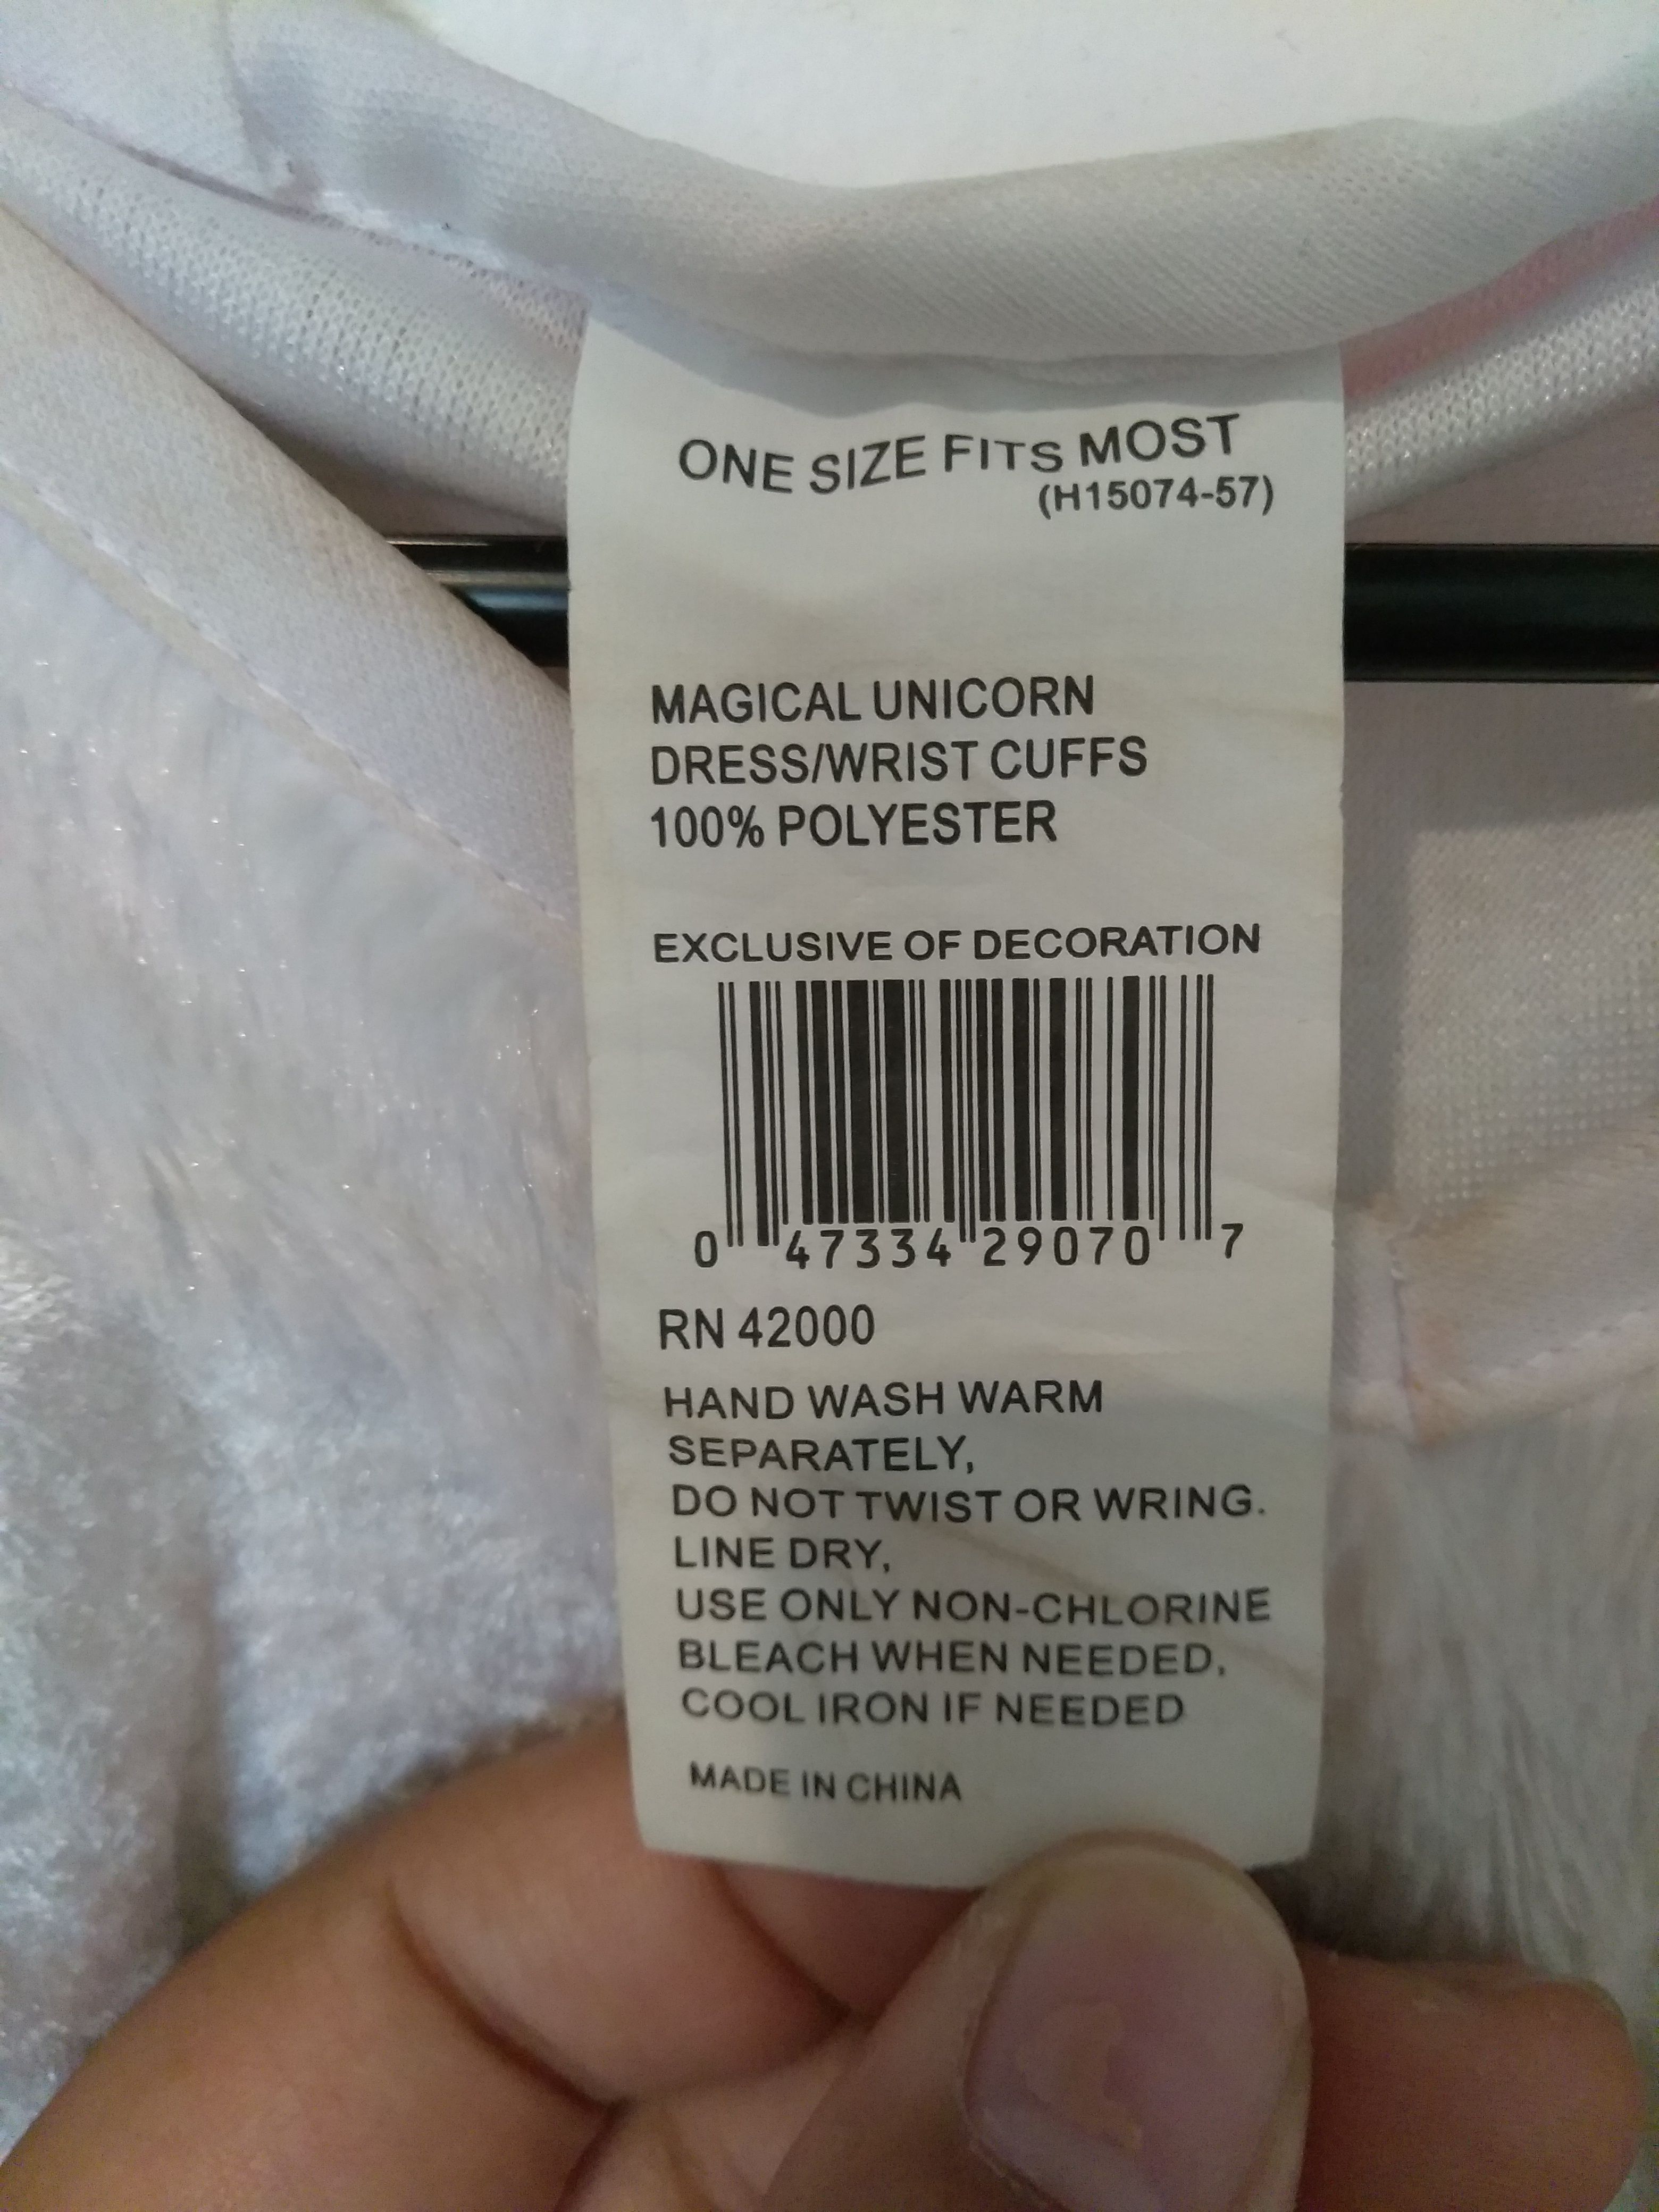 ONE SIZE FITS MOST
(H15074-57)
MAGICAL UNICORN
DRESS/WRIST CUFFS
100% POLYESTER
EXCLUSIVE OF DECORATION
0 47334 29070 7
RN 42000
HAND WASH WARM
SEPARATELY,
DO NOT TWIST OR WRING.
LINE DRY,
USE ONLY NON-CHLORINE
BLEACH WHEN NEEDED,
COOL IRON IF NEEDED
MADE IN CHINA